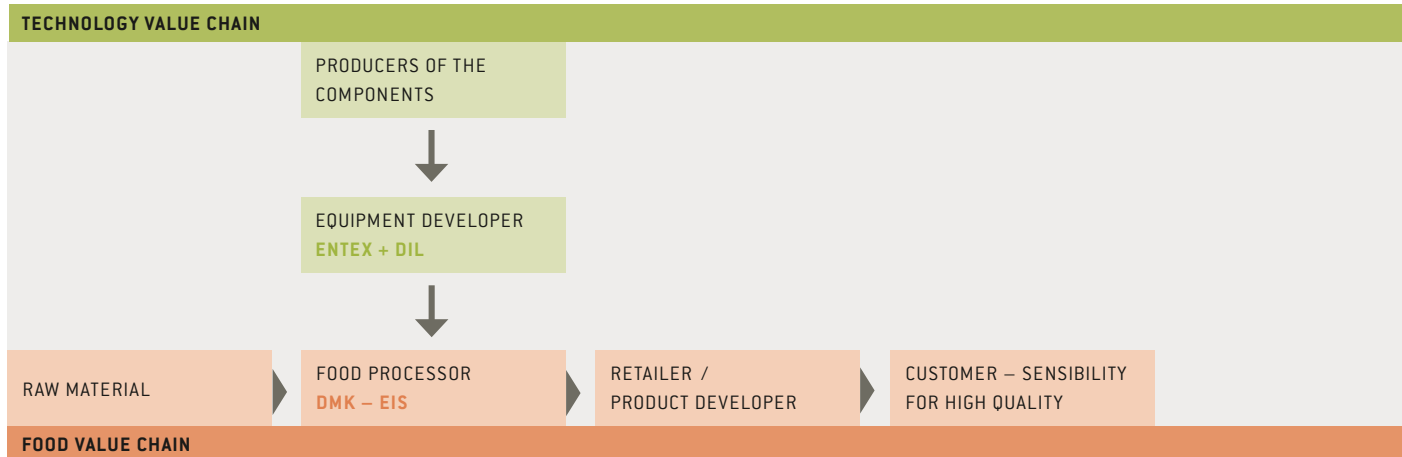 TECHNOLOGY VALUE CHAIN
PRODUCERS OF THE
COMPONENTS
EQUIPMENT DEVELOPER
ENTEX + DIL
RAW MATERIAL
FOOD PROCESSOR
DMK – EIS
RETAILER /
PRODUCT DEVELOPER
CUSTOMER – SENSIBILITY
FOR HIGH QUALITY
FOOD VALUE CHAIN